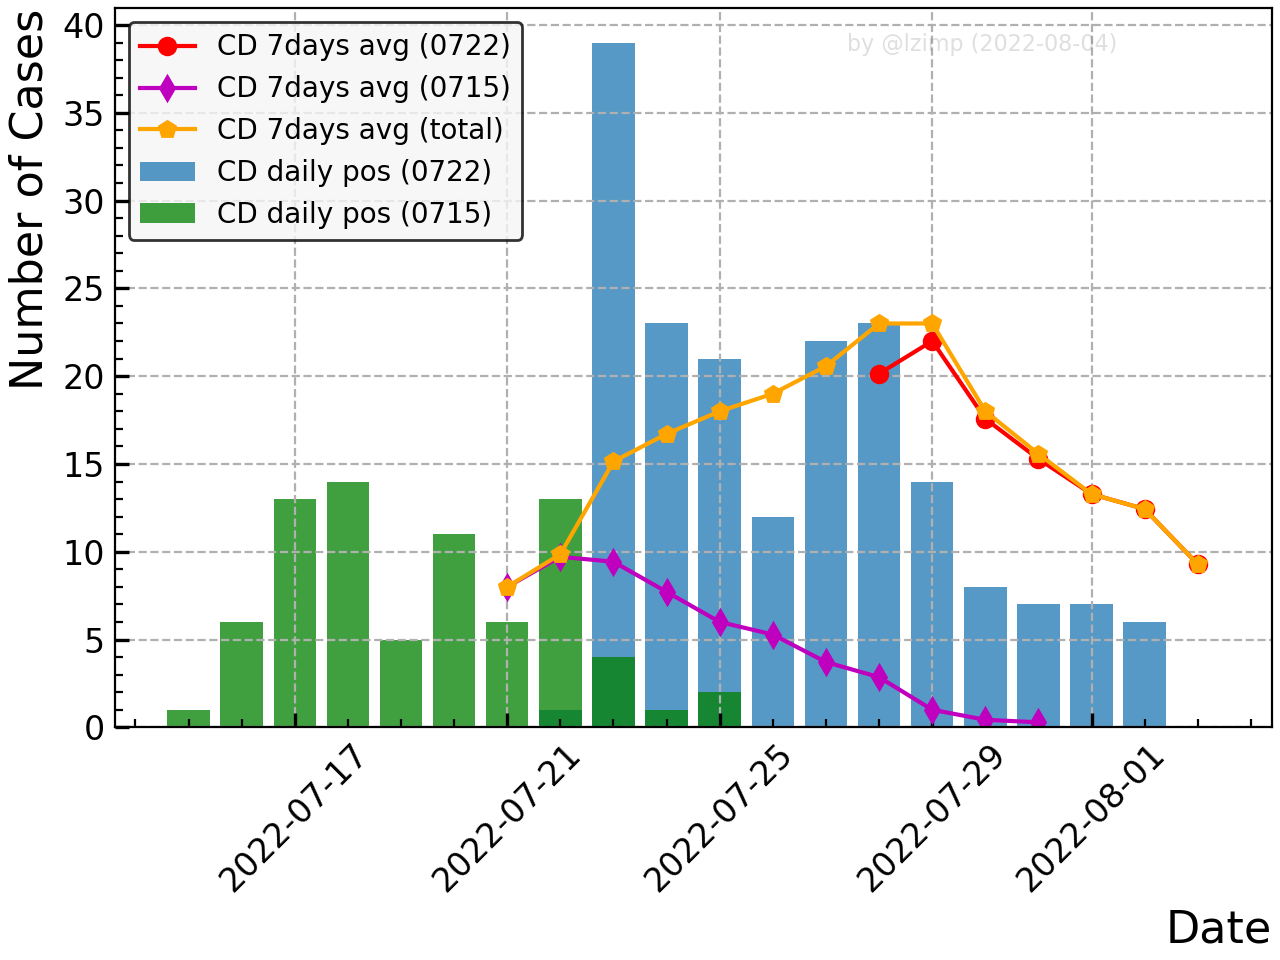 Number of Cases
40
35
30
25
20
15
10
5
0
CD 7days avg (0722)
CD 7days avg (0715)
CD 7days avg (total)
CD daily pos (0722)
CD daily pos (0715)
by @lzimp (2022-08-04)
2022-07-17
2022-07-21
2022-07-25
2022-07-29
2022-08-01
Date